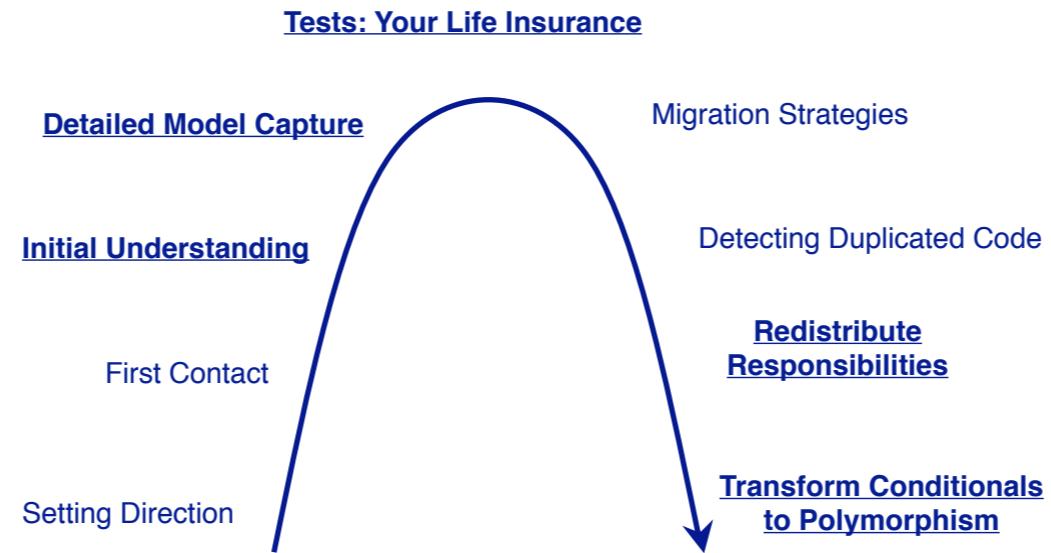 Tests: Your Life Insurance
Detailed Model Capture
Migration Strategies
Initial Understanding
Detecting Duplicated Code
First Contact
Redistribute
Responsibilities
Setting Direction
Transform Conditionals
to Polymorphism